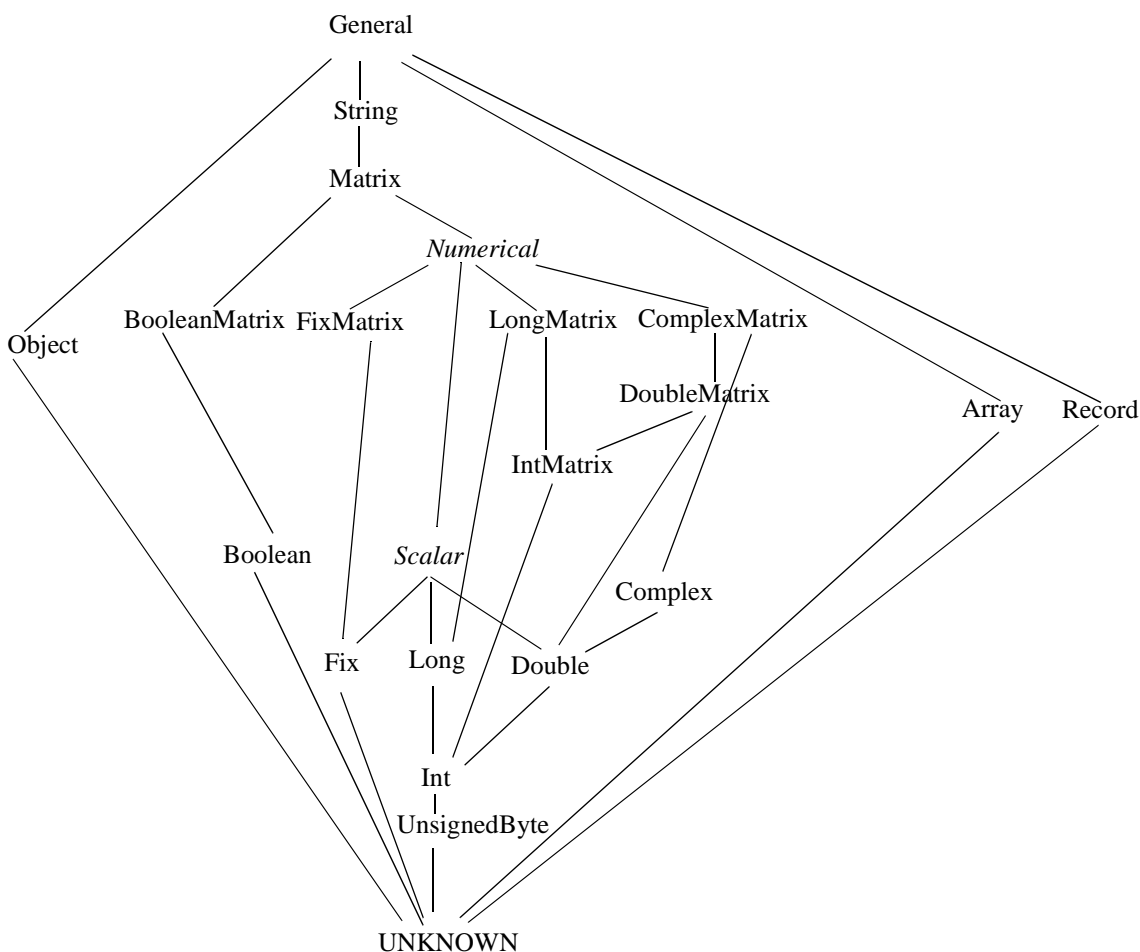 General
String
Matrix
Numerical
BooleanMatrix
FixMatrix
LongMatrix
ComplexMatrix
Object
DoubleMatrix
Array
Record
IntMatrix
Boolean
Scalar
Complex
Fix
Long
Double
Int
UnsignedByte
UNKNOWN